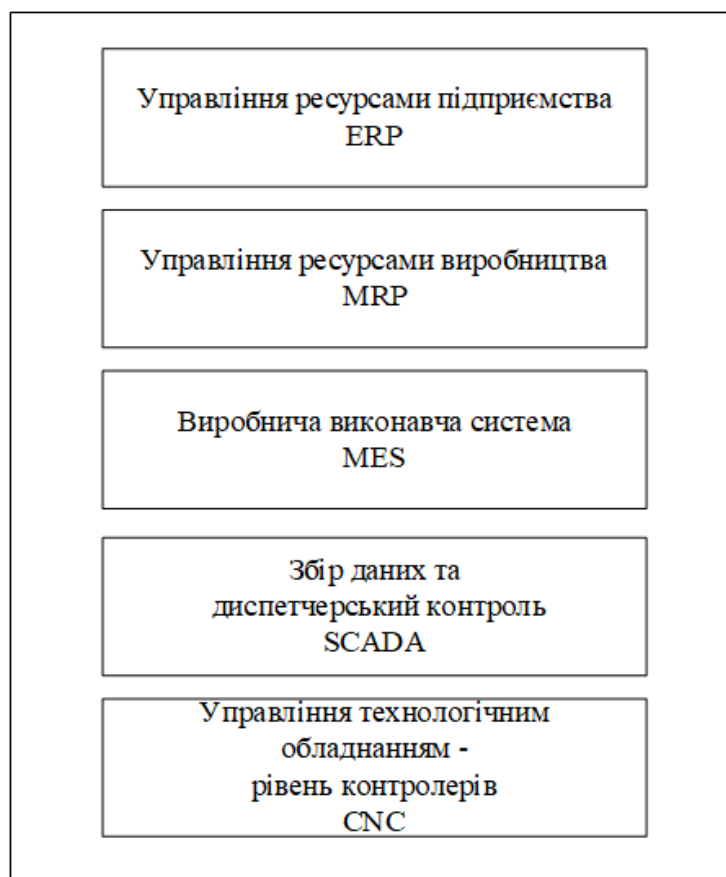 Управління ресурсами підприємства
ERP
Управління ресурсами виробництва
MRP
Виробнича виконавча система
MES
Збір даних та
диспетчерський контроль
SCADA
Управління технологічним
обладнанням -
рівень контролерів
CNC